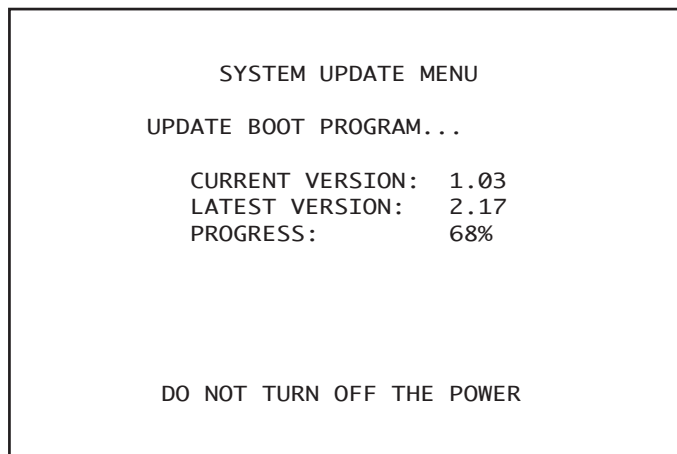 SYSTEM UPDATE MENU
UPDATE BOOT PROGRAM...
CURRENT VERSION: 1.03
LATEST VERSION: 2.17
PROGRESS: 68%
DO NOT TURN OFF THE POWER